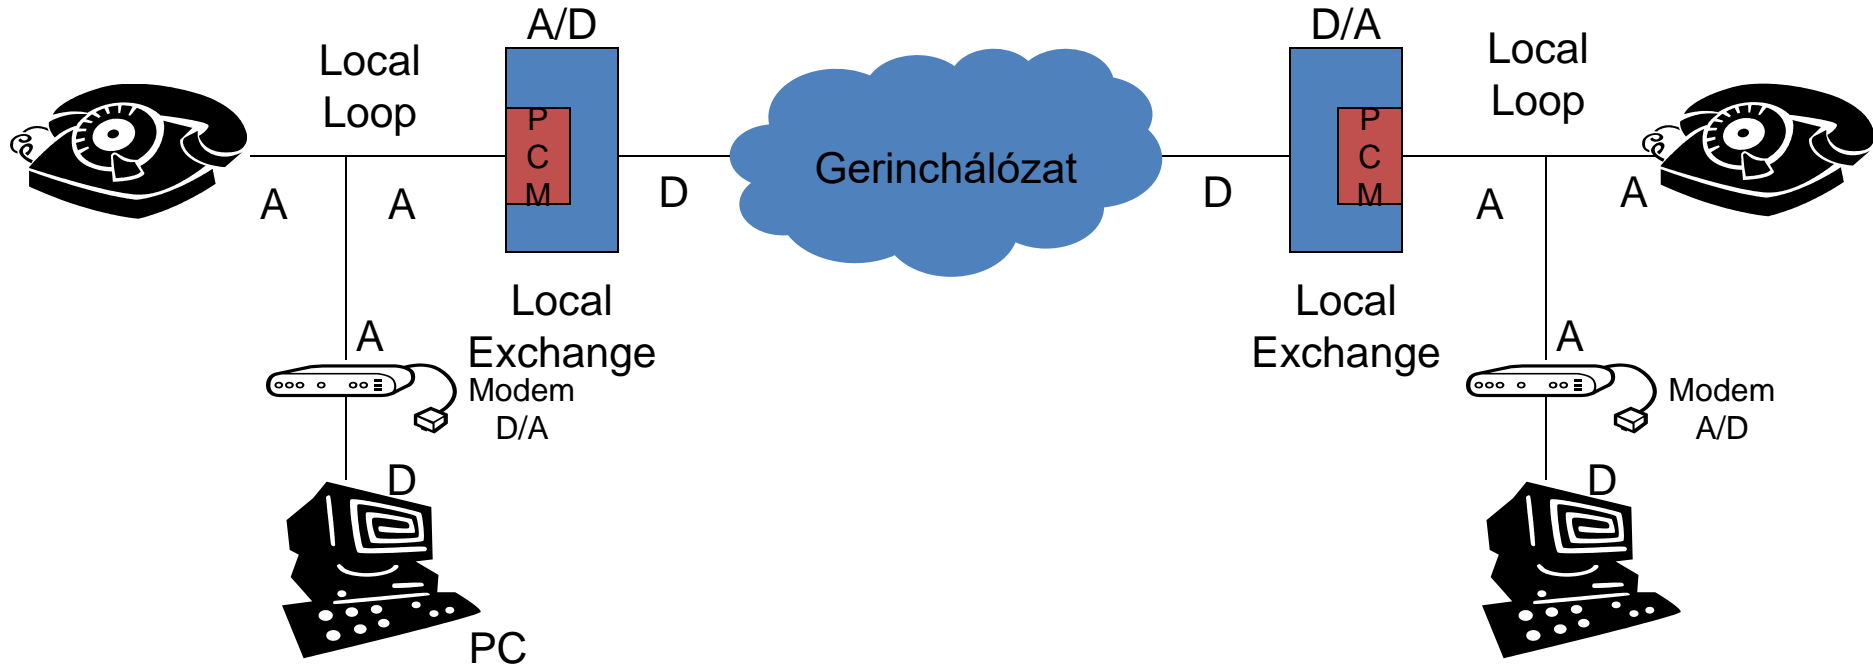 A/D
D/A
Local
Loop
Local
Loop
P
C
M
P
C
M
Gerinchálózat
A
A
D
D
A
A
Local
Exchange
Local
Exchange
A
Modem
D/A
A
Modem
A/D
D
D
PC